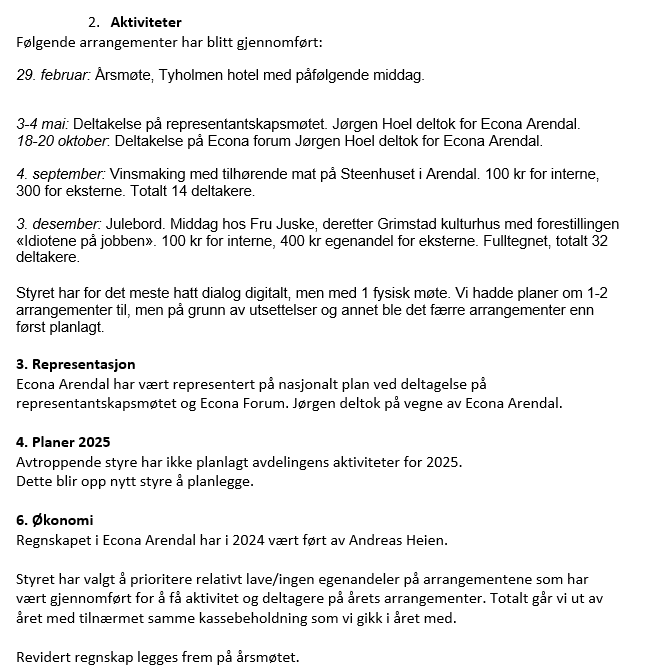 2. Aktiviteter
Følgende arrangementer har blitt gjennomført:
29. februar: Årsmøte, Tyholmen hotel med påfølgende middag.
3-4 mai: Deltakelse på representantskapsmøtet. Jørgen Hoel deltok for Econa Arendal.
18-20 oktober: Deltakelse på Econa forum Jørgen Hoel deltok for Econa Arendal.
4. september: Vinsmaking med tilhørende mat på Steenhuset i Arendal. 100 kr for interne,
300 for eksterne. Totalt 14 deltakere.
3. desember: Julebord. Middag hos Fru Juske, deretter Grimstad kulturhus med forestillingen
«Idiotene på jobben». 100 kr for interne, 400 kr egenandel for eksterne. Fulltegnet, totalt 32
deltakere.
Styret har for det meste hatt dialog digitalt, men med 1 fysisk møte. Vi hadde planer om 1-2
arrangementer til, men på grunn av utsettelser og annet ble det færre arrangementer enn
først planlagt.
3. Representasjon
Econa Arendal har vært representert på nasjonalt plan ved deltagelse på
representantskapsmøtet og Econa Forum. Jørgen deltok på vegne av Econa Arendal.
4. Planer 2025
Avtroppende styre har ikke planlagt avdelingens aktiviteter for 2025.
Dette blir opp nytt styre å planlegge.
6. Økonomi
Regnskapet i Econa Arendal har i 2024 vært ført av Andreas Heien.
Styret har valgt å prioritere relativt lave/ingen egenandeler på arrangementene som har
vært gjennomført for å få aktivitet og deltagere på årets arrangementer. Totalt går vi ut av
året med tilnærmet samme kassebeholdning som vi gikk i året med.
Revidert regnskap legges frem på årsmøtet.